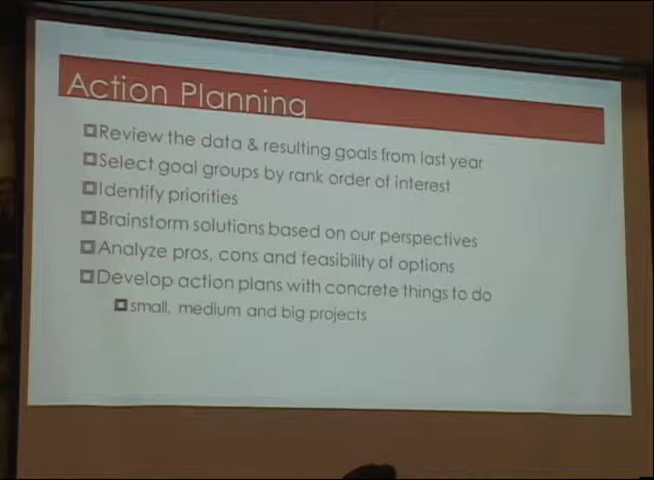 Action Planning
Review the data & resulting goals from last year
Select goal groups by rank order of interest
Identify priorities
Brainstorm solutions based on our perspectives
Analyze pros, cons and feasibility of options
Develop action plans with concrete things to do
small, medium and big projects